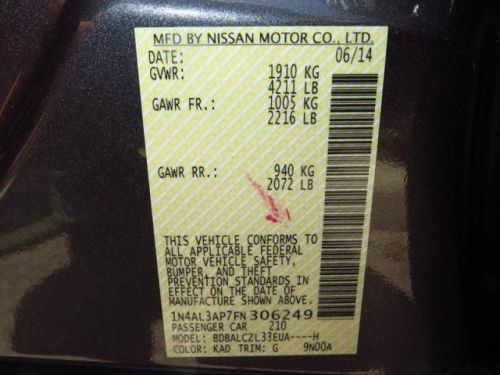 MFD BY NISSAN MOTOR CO., LTD.
DATE: 06/14
GVWR: 1910 KG
4211 LB
GAWR FR.: 1005 KG
2216 LB
GAWR RR.: 940 KG
2072 LB
THIS VEHICLE CONFORMS TO
ALL APPLICABLE FEDERAL
MOTOR VEHICLE SAFETY,
BUMPER, AND THEFT
PREVENTION STANDARDS IN
EFFECT ON THE DATE OF
MANUFACTURE SHOWN ABOVE.
1N4AL3AP7FN306249
PASSENGER CAR 210
MODEL: BDBALCZL33EUA----H
COLOR: KAD TRIM: G 9N00A